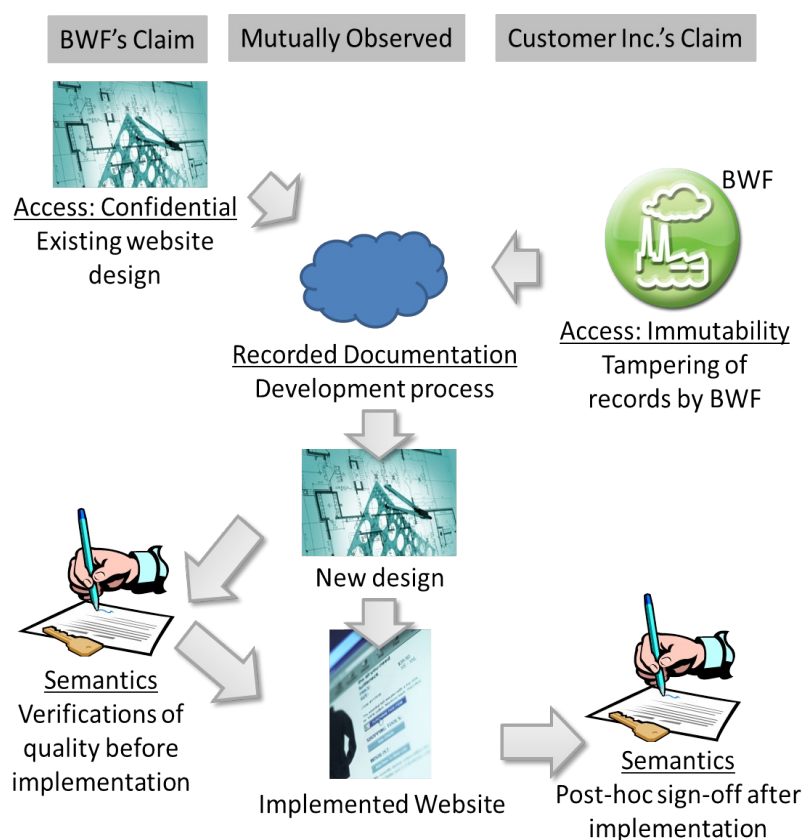 BWF's Claim
Mutually Observed
Customer Inc.'s Claim
BWF
Access: Confidential
Existing website
design
Access: Immutability
Tampering of
records by BWF
Recorded Documentation
Development process
New design
Semantics
Verifications of
quality before
implementation
Implemented Website
Semantics
Post-hoc sign-off after
implementation